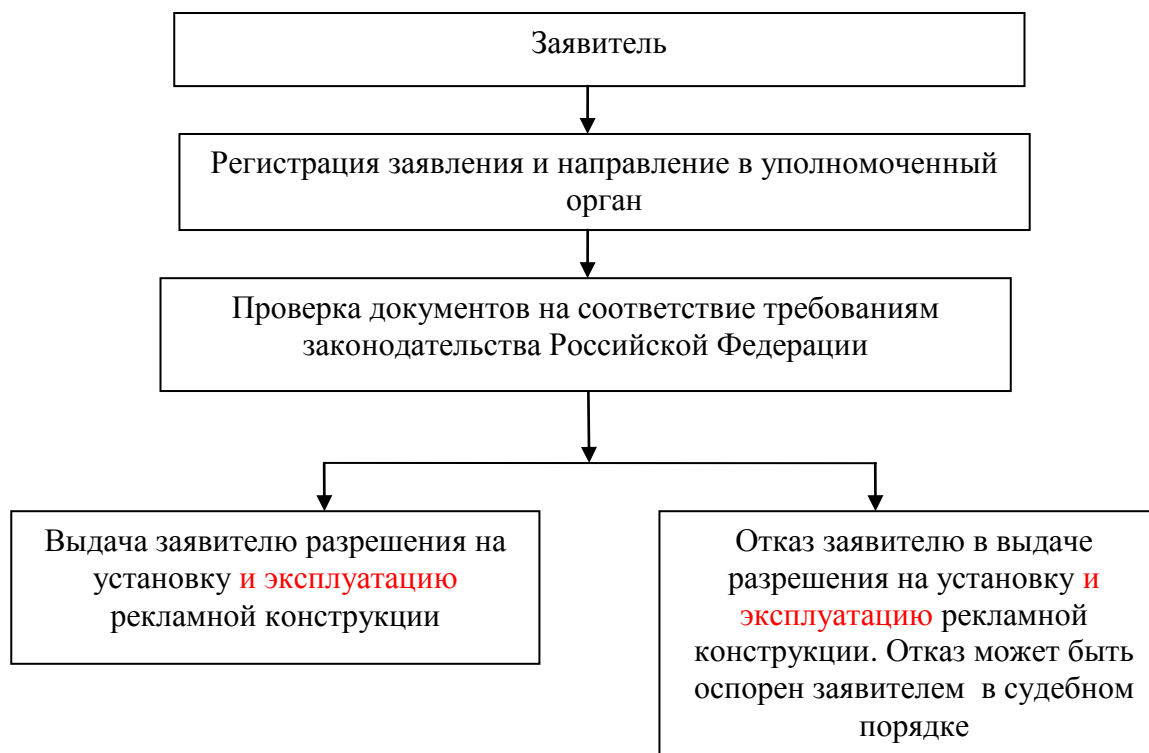 Заявитель
Регистрация заявления и направление в уполномоченный
орган
Проверка документов на соответствие требованиям
законодательства Российской Федерации
Выдача заявителю разрешения на
установку и эксплуатацию
рекламной конструкции
Отказ заявителю в выдаче
разрешения на установку и
эксплуатацию рекламной
конструкции. Отказ может быть
оспорен заявителем  в судебном
порядке